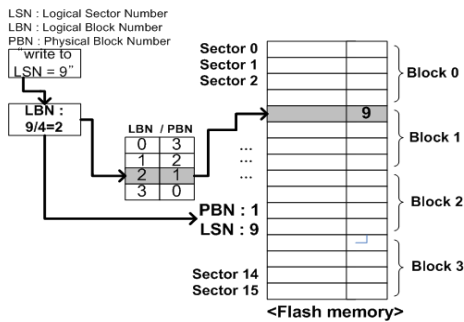 LSN : Logical Sector Number
LBN : Logical Block Number
PBN : Physical Block Number
"write to
LSN = 9"
LBN :
9/4=2
LBN / PBN
0 3
1 2
2 1
3 0
PBN : 1
LSN : 9
Sector 0
Sector 1
Sector 2
...
...
...
Sector 14
Sector 15
9
Block 0
Block 1
Block 2
Block 3
<Flash memory>